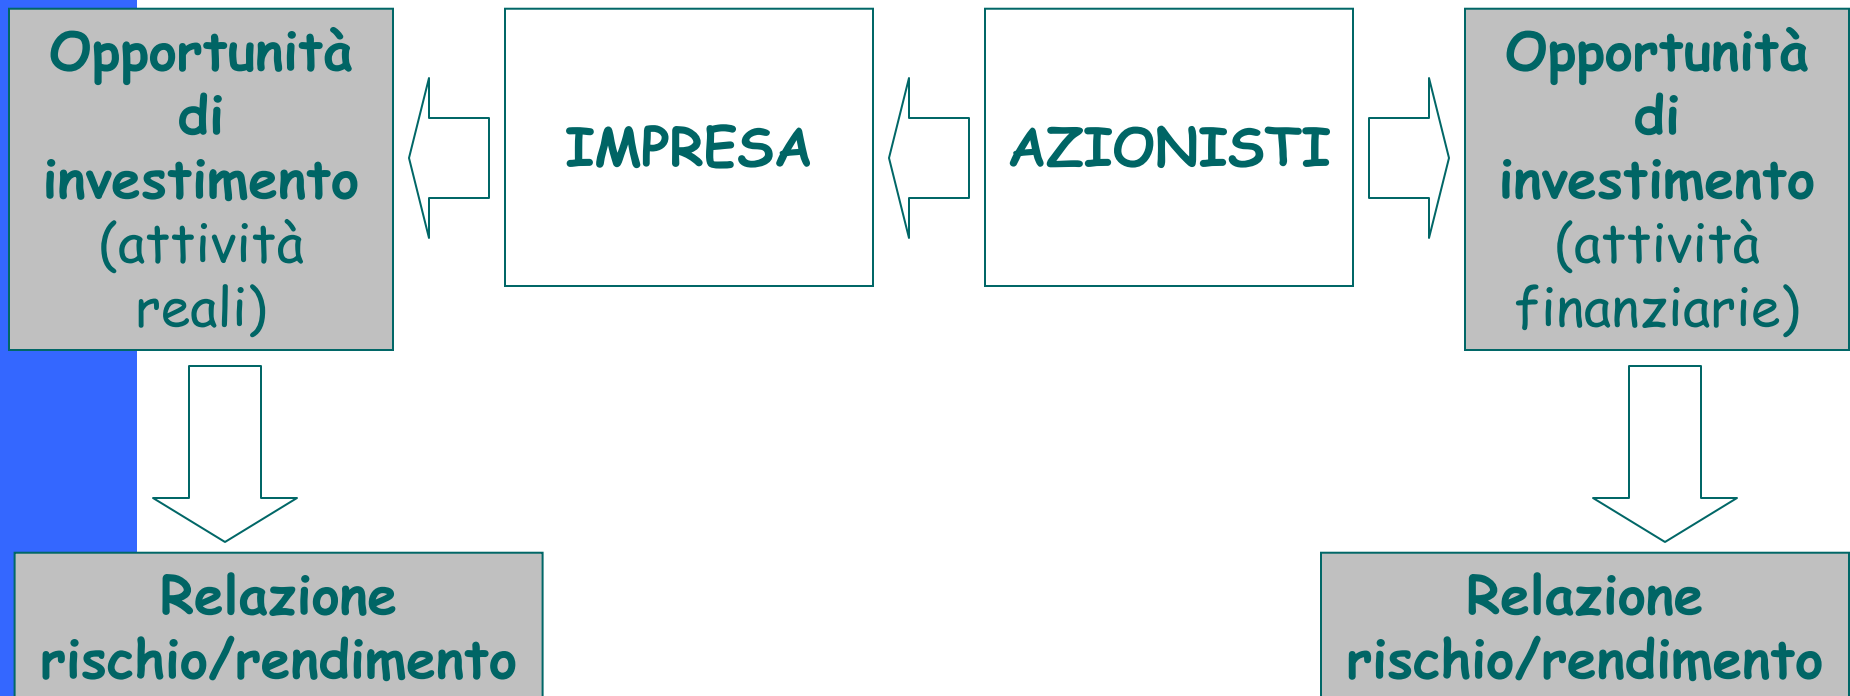 Opportunità
di
investimento
(attività
reali)
IMPRESA
AZIONISTI
Opportunità
di
investimento
(attività
finanziarie)
Relazione
rischio/rendimento
Relazione
rischio/rendimento